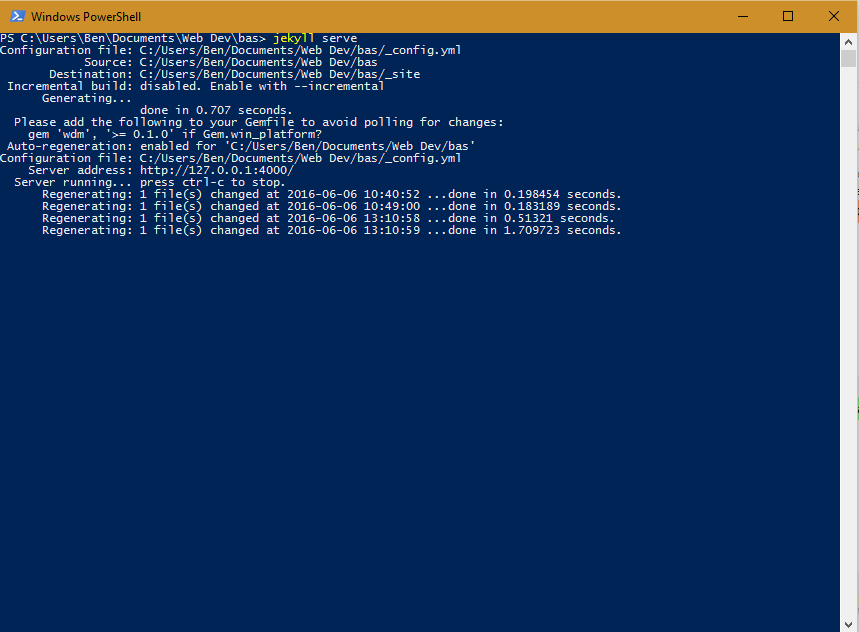 Windows PowerShell
PS C:\Users\Ben\Documents\Web Dev\bas> jekyll serve
Configuration file: C:/Users/Ben/Documents/Web Dev/bas/_config.yml
Source: C:/Users/Ben/Documents/Web Dev/bas
Destination: C:/Users/Ben/Documents/Web Dev/bas/_site
Incremental build: disabled. Enable with --incremental
Generating...
done in 0.707 seconds.
Please add the following to your Gemfile to avoid polling for changes:
gem 'wdm', '>= 0.1.0' if Gem.win_platform?
Auto-regeneration: enabled for 'C:/Users/Ben/Documents/Web Dev/bas'
Configuration file: C:/Users/Ben/Documents/Web Dev/bas/_config.yml
Server address: http://127.0.0.1:4000/
Server running... press ctrl-c to stop.
Regenerating: 1 file(s) changed at 2016-06-06 10:40:52 ...done in 0.198454 seconds.
Regenerating: 1 file(s) changed at 2016-06-06 10:49:00 ...done in 0.183189 seconds.
Regenerating: 1 file(s) changed at 2016-06-06 13:10:58 ...done in 0.51321 seconds.
Regenerating: 1 file(s) changed at 2016-06-06 13:10:59 ...done in 1.709723 seconds.